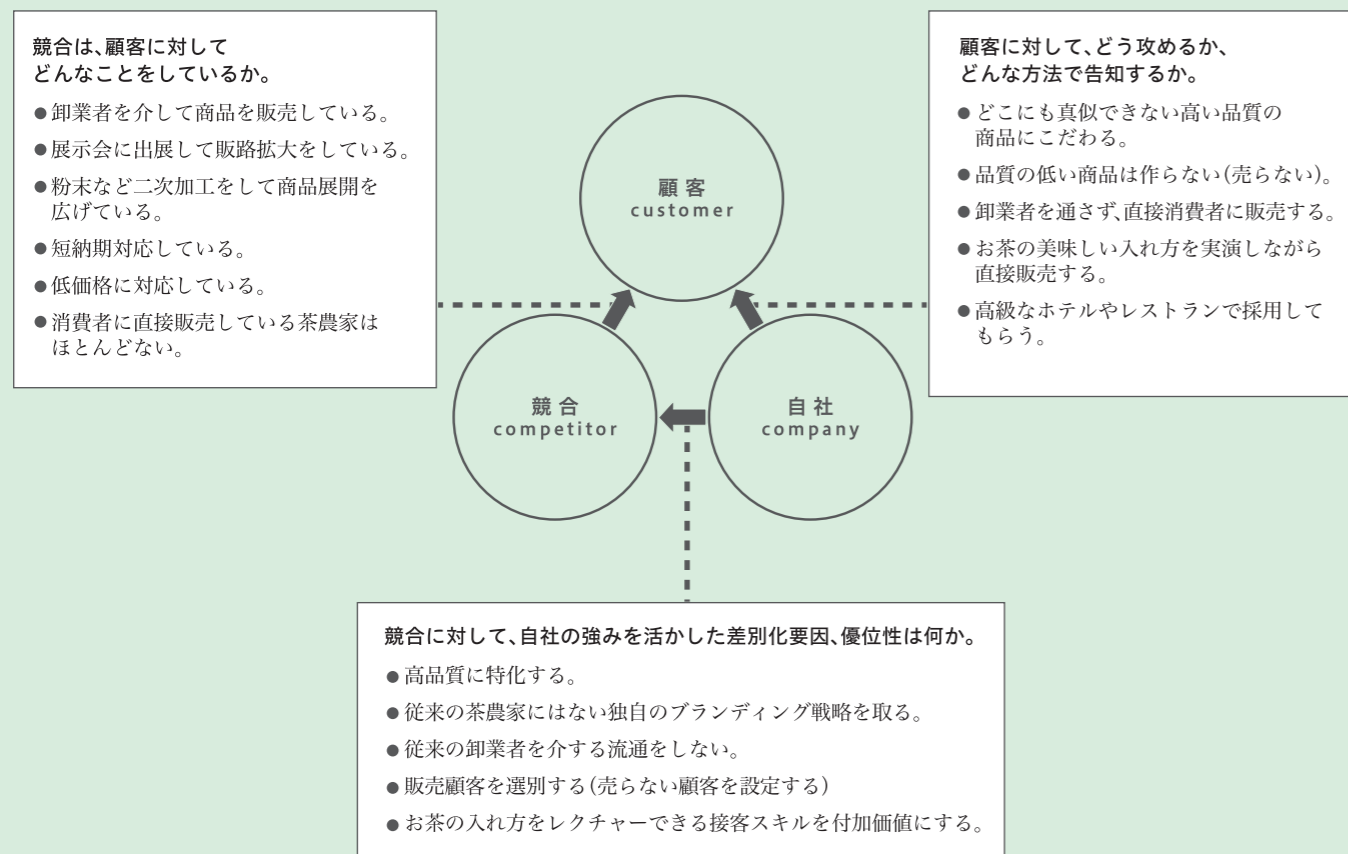 競合は、顧客に対して
どんなことをしているか。
●卸業者を介して商品を販売している。
●展示会に出展して販路拡大をしている。
●粉末など二次加工をして商品展開を
広げている。
●短納期対応している。
●低価格に対応している。
●消費者に直接販売している茶農家は
ほとんどない。
顧客に対して、どう攻めるか、
どんな方法で告知するか。
●どこにも真似できない高い品質の
商品にこだわる。
●品質の低い商品は作らない(売らない)。
●卸業者を通さず、直接消費者に販売する。
●お茶の美味しい入れ方を実演しながら
直接販売する。
●高級なホテルやレストランで採用して
もらう。
顧客
customer
競合
competitor
自社
company
競合に対して、自社の強みを活かした差別化要因、優位性は何か。
●高品質に特化する。
●従来の茶農家にはない独自のブランディング戦略を取る。
●従来の卸業者を介する流通をしない。
●販売顧客を選別する(売らない顧客を設定する)
●お茶の入れ方をレクチャーできる接客スキルを付加価値にする。